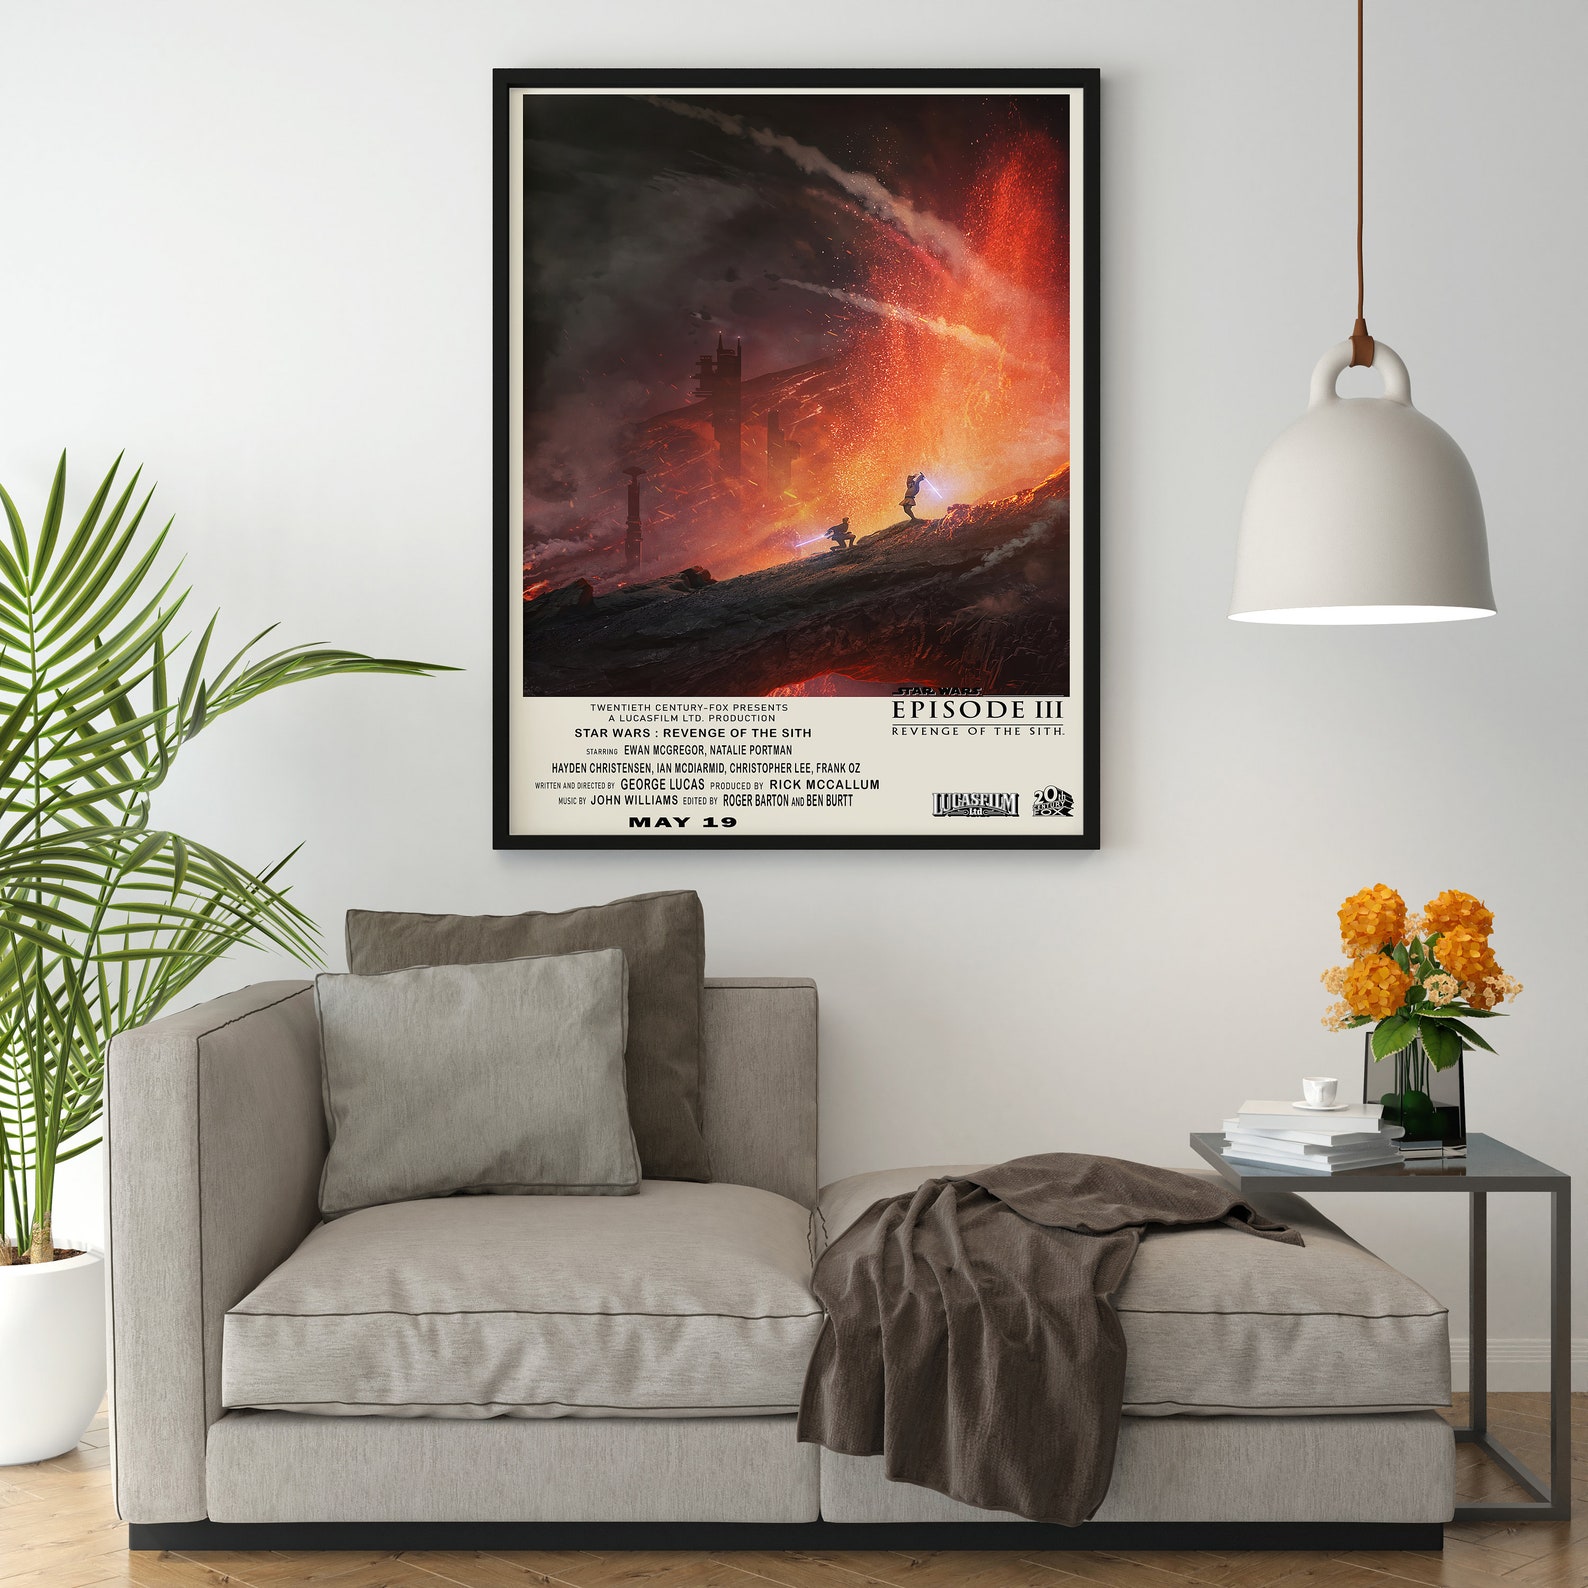 TWENTIETH CENTURY-FOX PRESENTS
A LUCASFILM LTD. PRODUCTION
STAR WARS : REVENGE OF THE SITH
STARRING EWAN MCGREGOR, NATALIE PORTMAN
HAYDEN CHRISTENSEN, IAN MCDIARMID, CHRISTOPHER LEE, FRANK OZ
WRITTEN AND DIRECTED BY GEORGE LUCAS PRODUCED BY RICK MCCALLUM
MUSIC BY JOHN WILLIAMS EDITED BY ROGER BARTON AND BEN BURTT
MAY 19
STAR WARS
EPISODE III
REVENGE OF THE SITH.
LUCASFILM
Ltd.
20TH
CENTURY
FOX